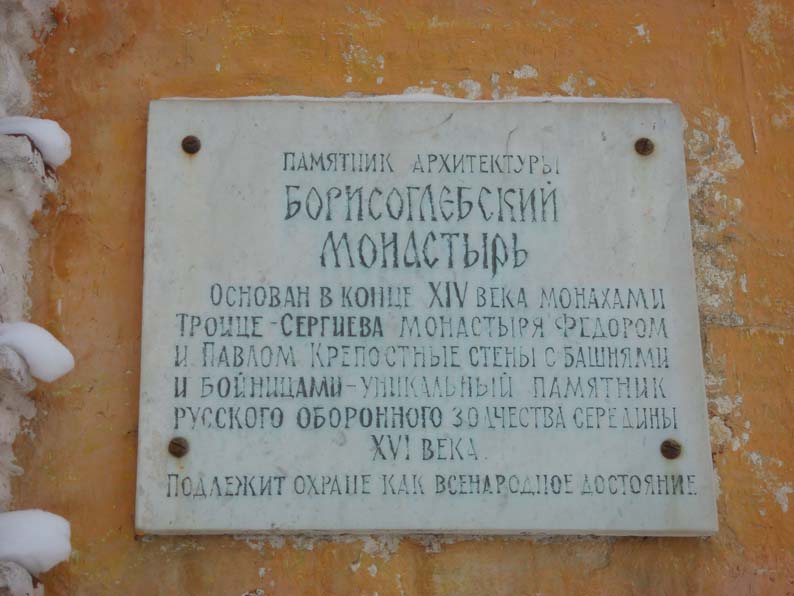 ПАМЯТНИК АРХИТЕКТУРЫ
БОРИСОГЛЕБСКИЙ
МОНАСТЫРЬ
ОСНОВАН В КОНЦЕ XIV ВЕКА МОНАХАМИ
ТРОИЦЕ-СЕРГИЕВА МОНАСТЫРЯ ФЕДОРОМ
И ПАВЛОМ КРЕПОСТНЫЕ СТЕНЫ С БАШНЯМИ
И БОЙНИЦАМИ-УНИКАЛЬНЫЙ ПАМЯТНИК
РУССКОГО ОБОРОННОГО ЗОДЧЕСТВА СЕРЕДИНЫ
XVI ВЕКА.
ПОДЛЕЖИТ ОХРАНЕ КАК ВСЕНАРОДНОЕ ДОСТОЯНИЕ